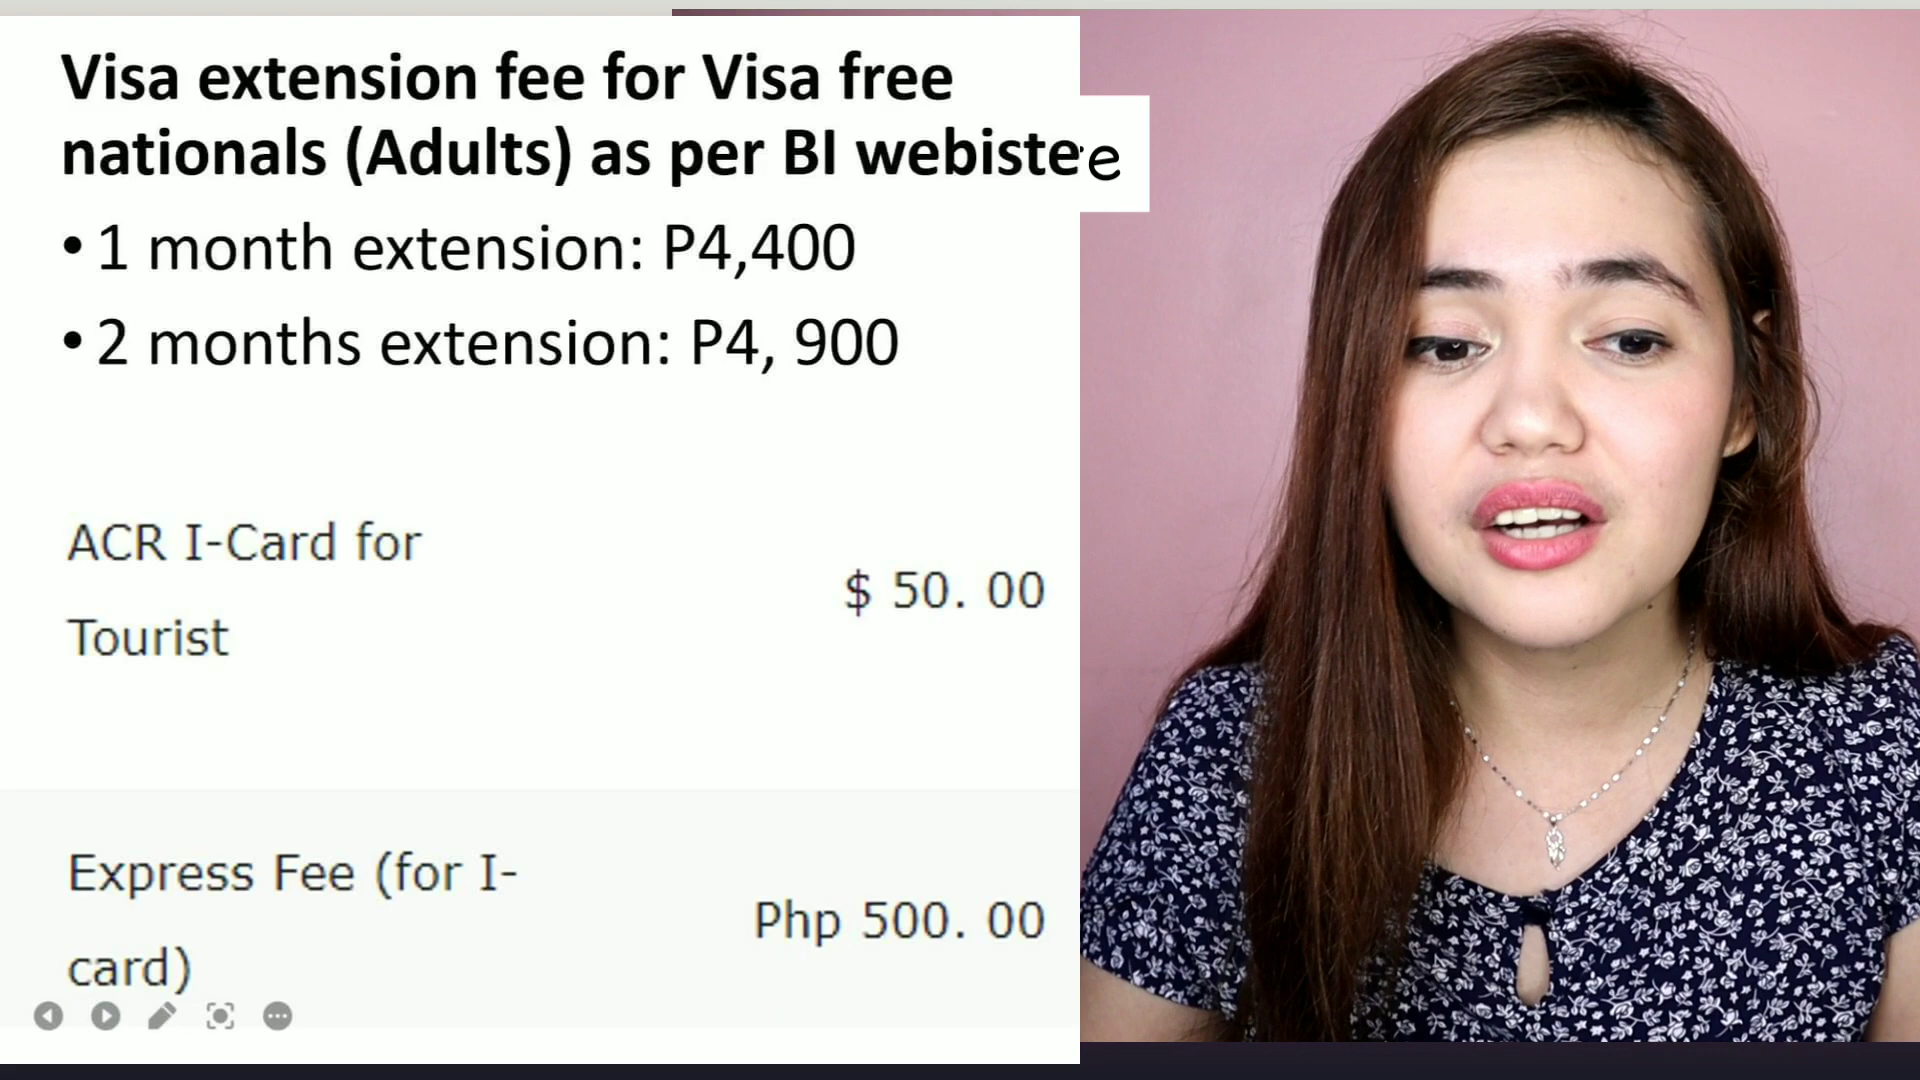 Visa extension fee for Visa free
nationals (Adults) as per BI webiste
e
• 1 month extension: P4,400
• 2 months extension: P4, 900
ACR I-Card for
Tourist
$ 50. 00
Express Fee (for I-
card)
Php 500. 00